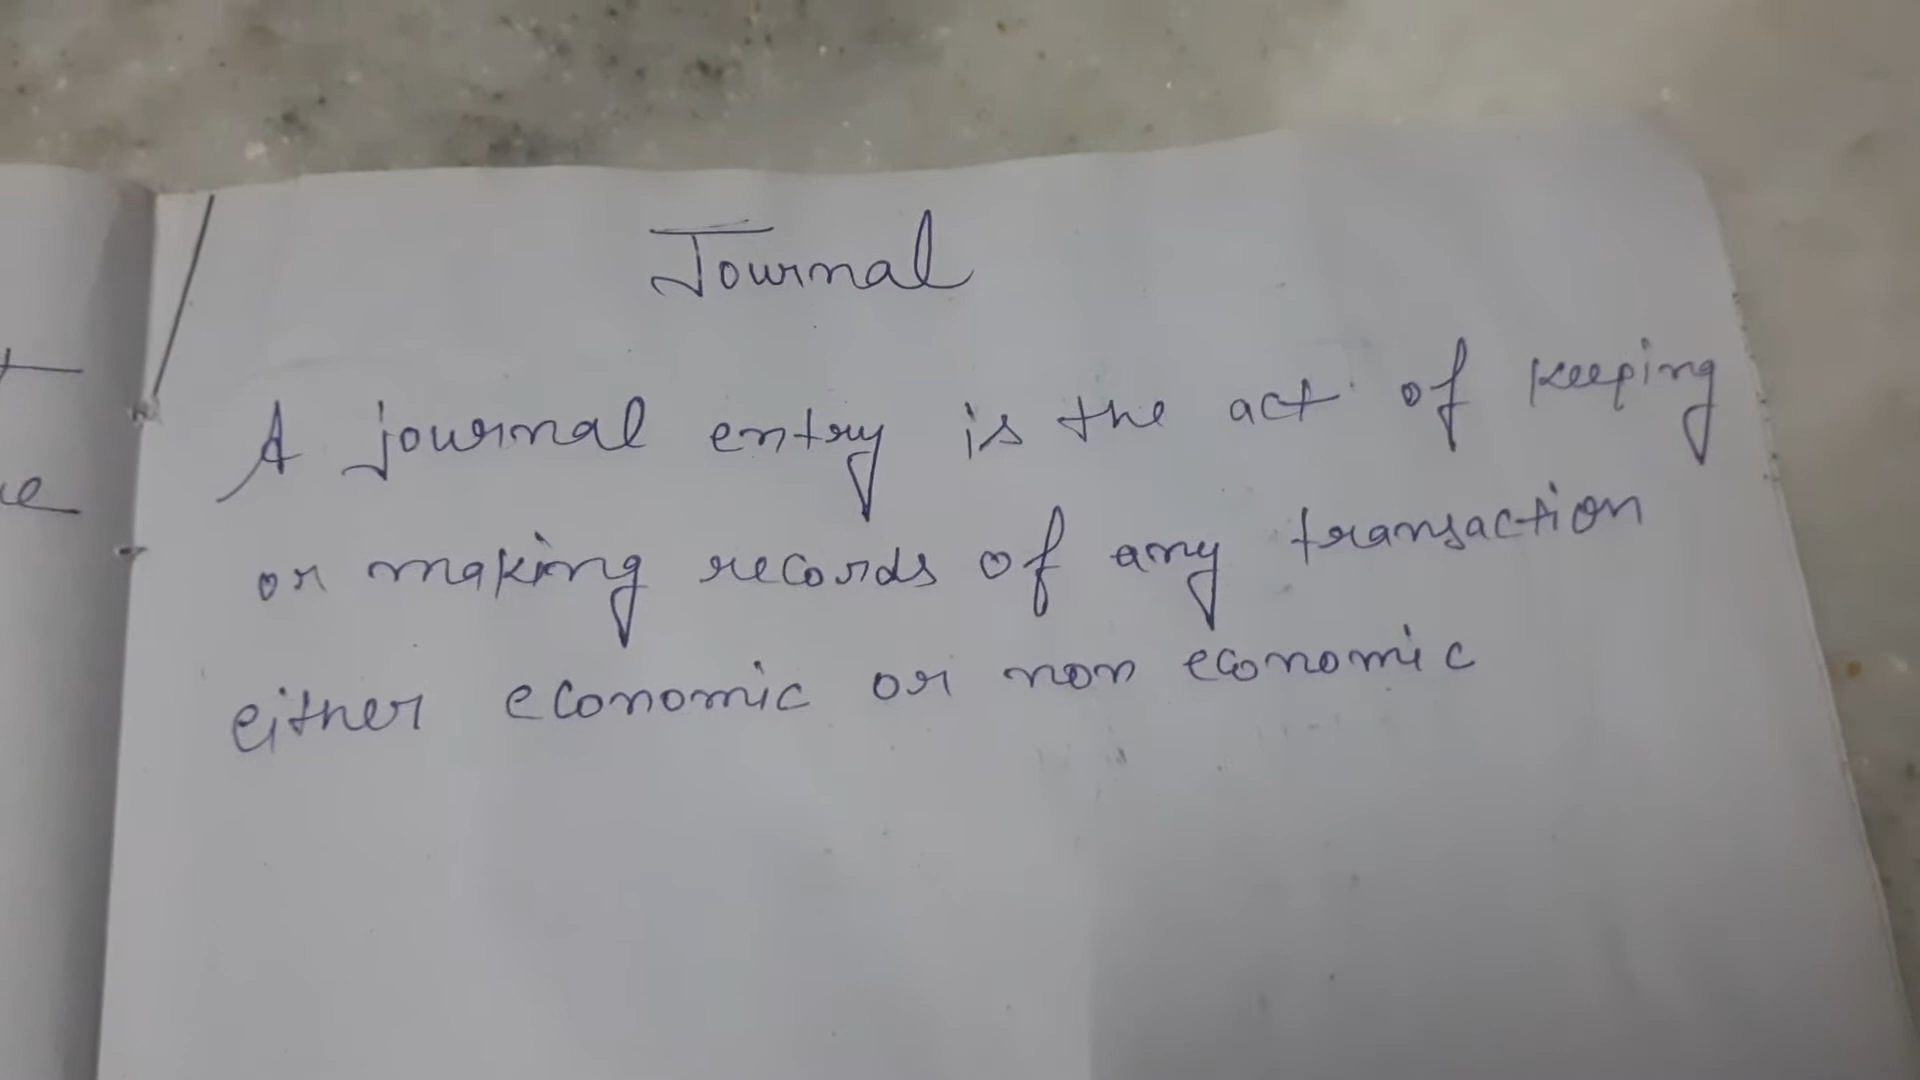 Journal
A journal entry is the act of keeping
or making records of any transaction
either economic or non economic